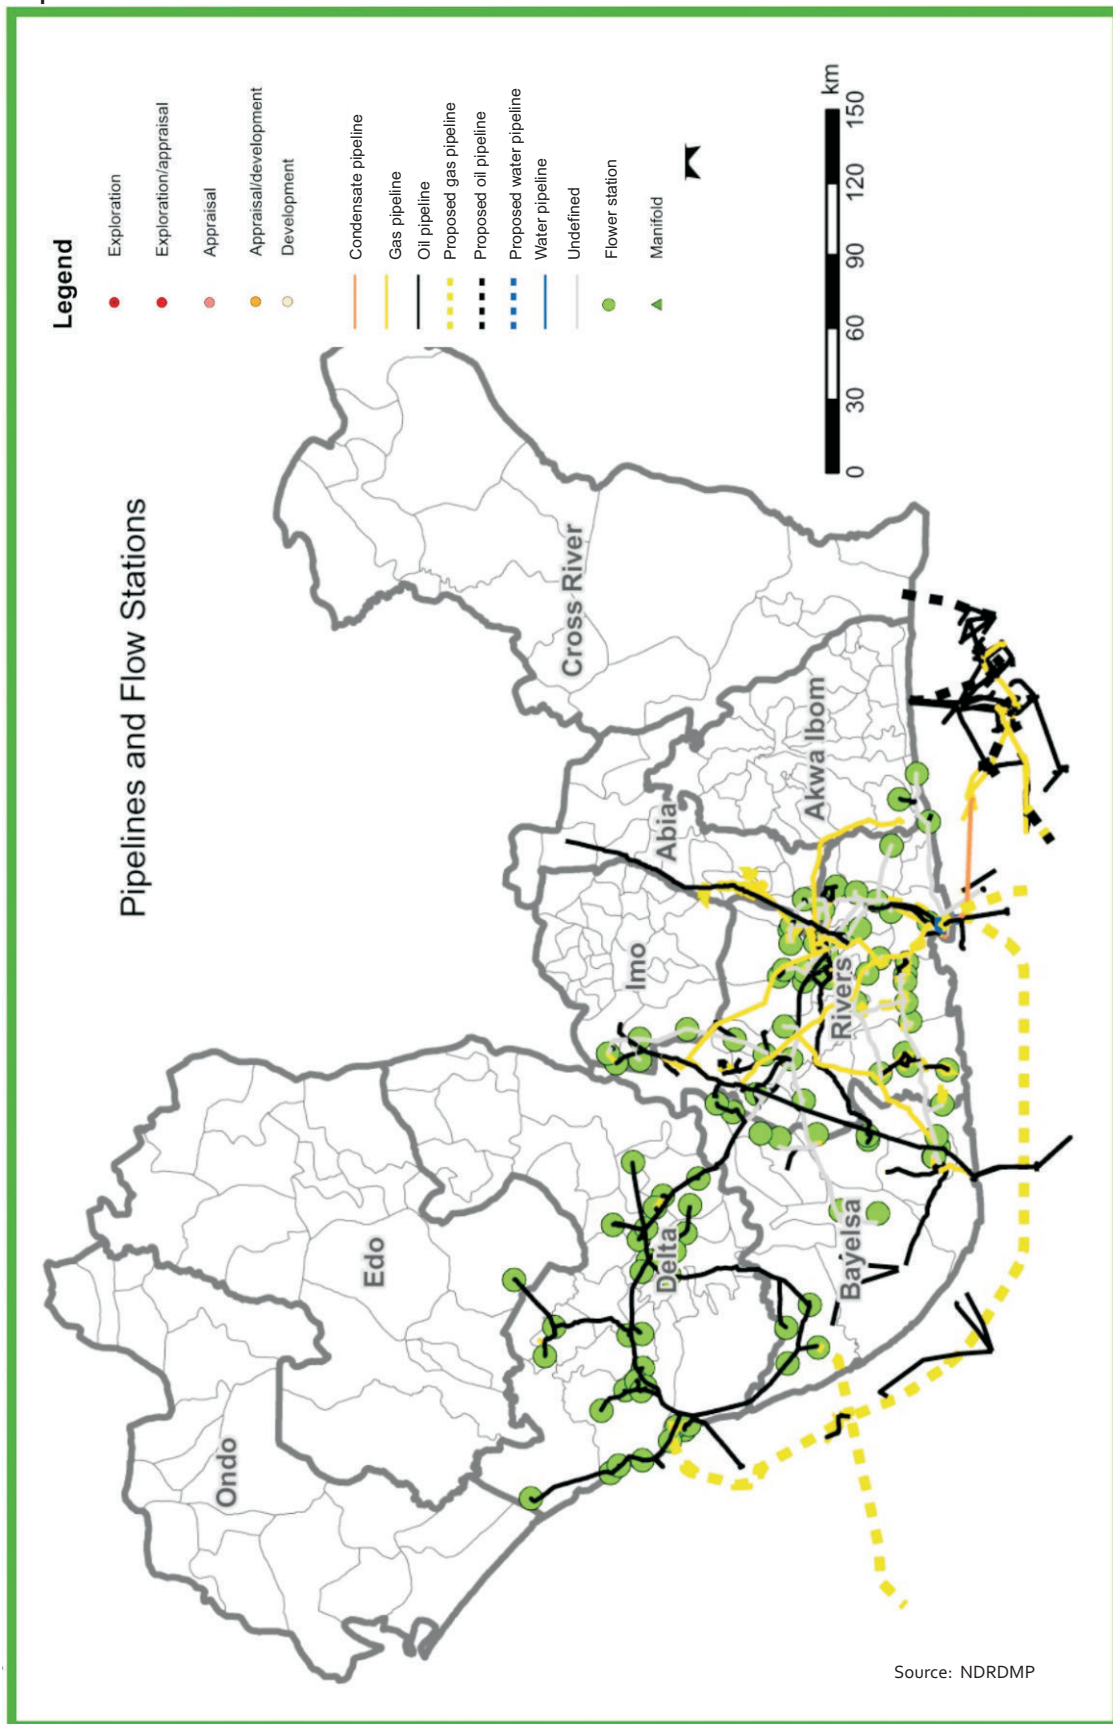 Pipelines and Flow Stations
Legend
Exploration
Exploration/appraisal
Appraisal
Appraisal/development
Development
Condensate pipeline
Gas pipeline
Oil pipeline
Proposed gas pipeline
Proposed oil pipeline
Proposed water pipeline
Water pipeline
Undefined
Flower station
Manifold
Ondo
Edo
Delta
Bayelsa
Imo
Rivers
Abia
Akwa Ibom
Cross River
0 30 60 90 120 150 km
Source: NDRDMP